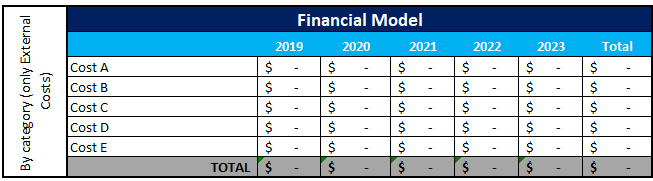 Financial Model
2019 2020 2021 2022 2023 Total
By category (only External
Costs)
Cost A $ - $ - $ - $ - $ - $ -
Cost B $ - $ - $ - $ - $ - $ -
Cost C $ - $ - $ - $ - $ - $ -
Cost D $ - $ - $ - $ - $ - $ -
Cost E $ - $ - $ - $ - $ - $ -
TOTAL $ - $ - $ - $ - $ - $ -